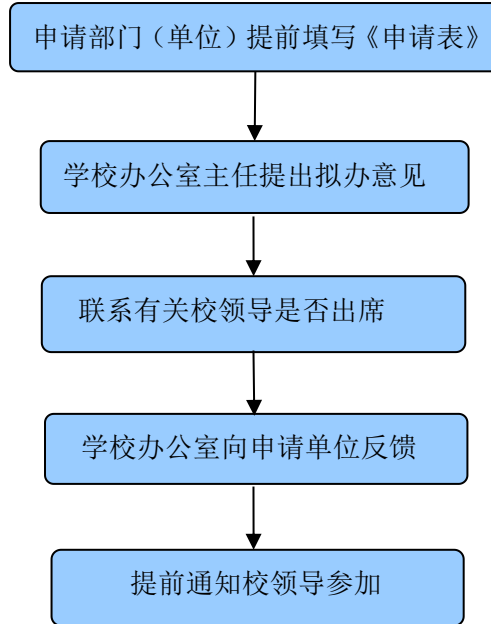 申请部门（单位）提前填写《申请表》
学校办公室主任提出拟办意见
联系有关校领导是否出席
学校办公室向申请单位反馈
提前通知校领导参加